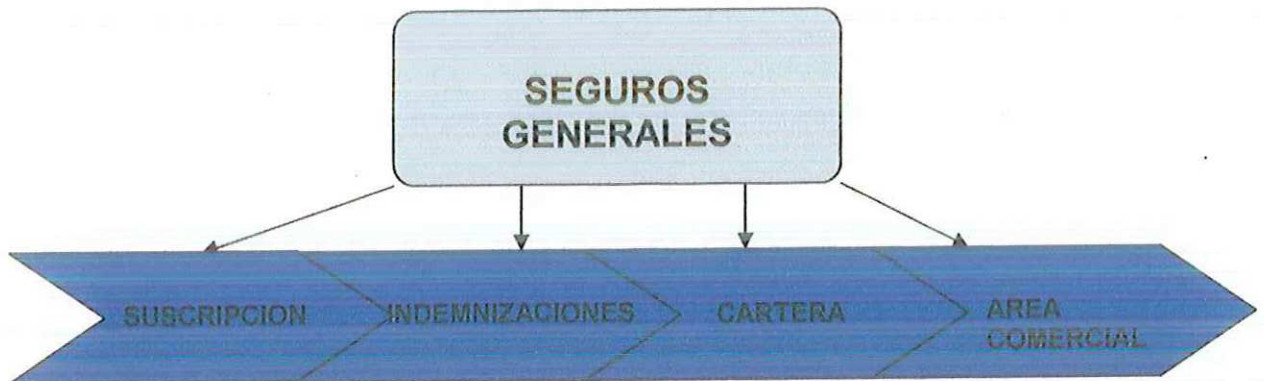 SEGUROS
GENERALES
SUSCRIPCION
INDEMNIZACIONES
CARTERA
AREA
COMERCIAL